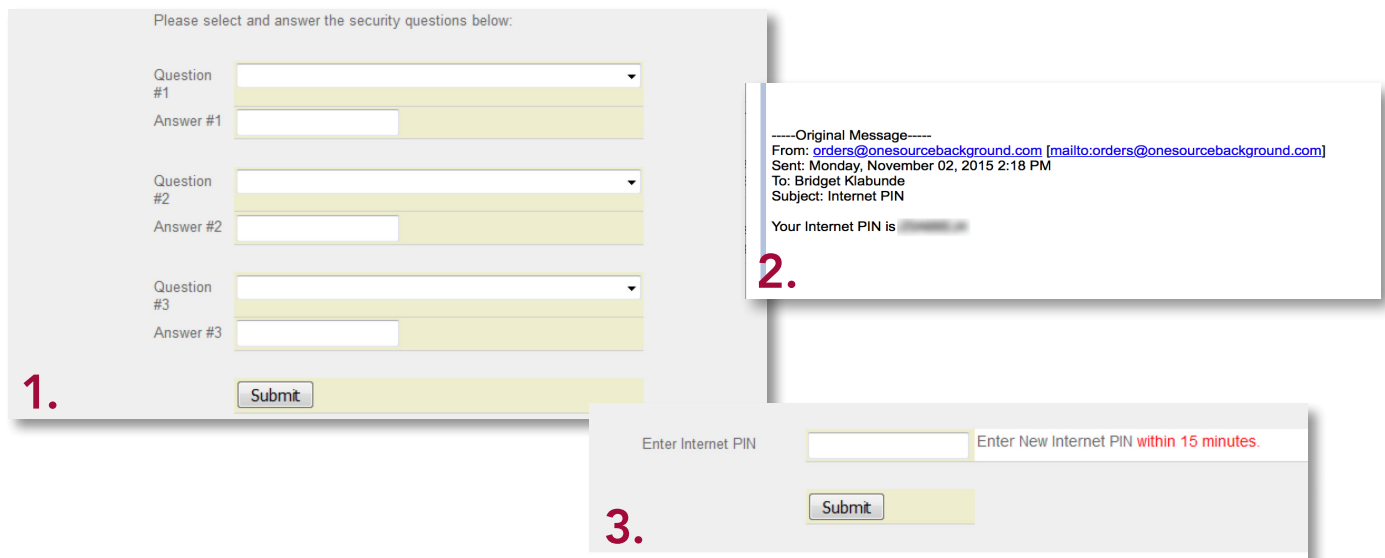 Please select and answer the security questions below:
Question
#1
Answer #1
Question
#2
Answer #2
Question
#3
Answer #3
Submit
1.
-----Original Message-----
From: orders@onesourcebackground.com [mailto:orders@onesourcebackground.com]
Sent: Monday, November 02, 2015 2:18 PM
To: Bridget Klabunde
Subject: Internet PIN
Your Internet PIN is
2.
Enter Internet PIN Enter New Internet PIN within 15 minutes.
Submit
3.